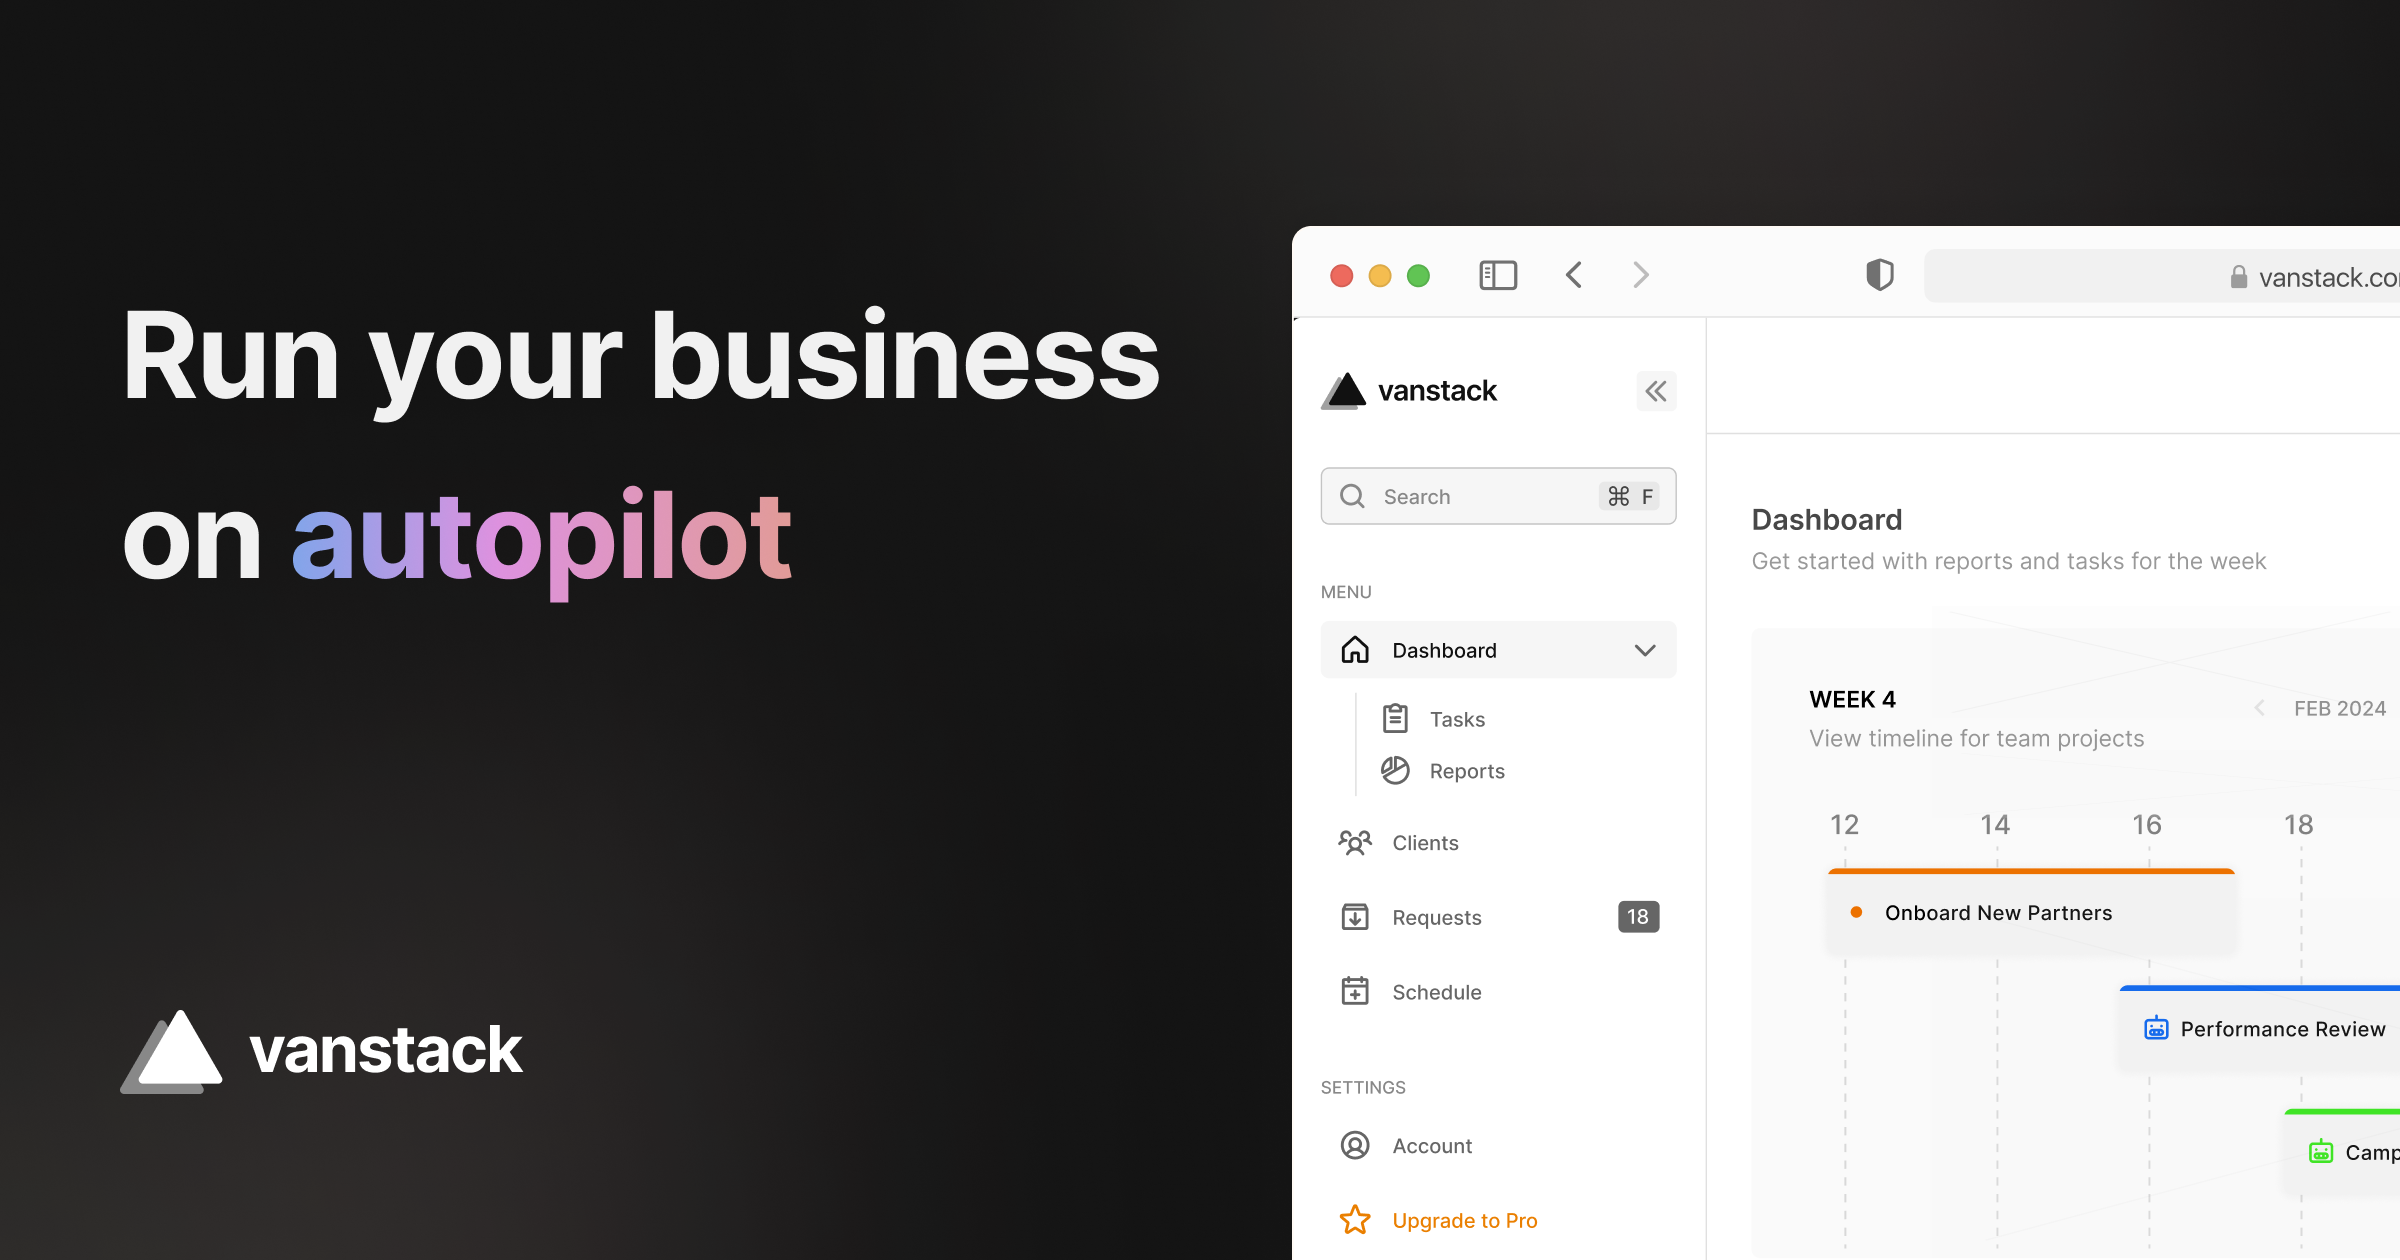 Run your business
on autopilot
vanstack
vanstack.co
vanstack
Search
⌘ F
MENU
Dashboard
Tasks
Reports
Clients
Requests
18
Schedule
SETTINGS
Account
Upgrade to Pro
Dashboard
Get started with reports and tasks for the week
WEEK 4
FEB 2024
View timeline for team projects
12 14 16 18
Onboard New Partners
Performance Review
Camp